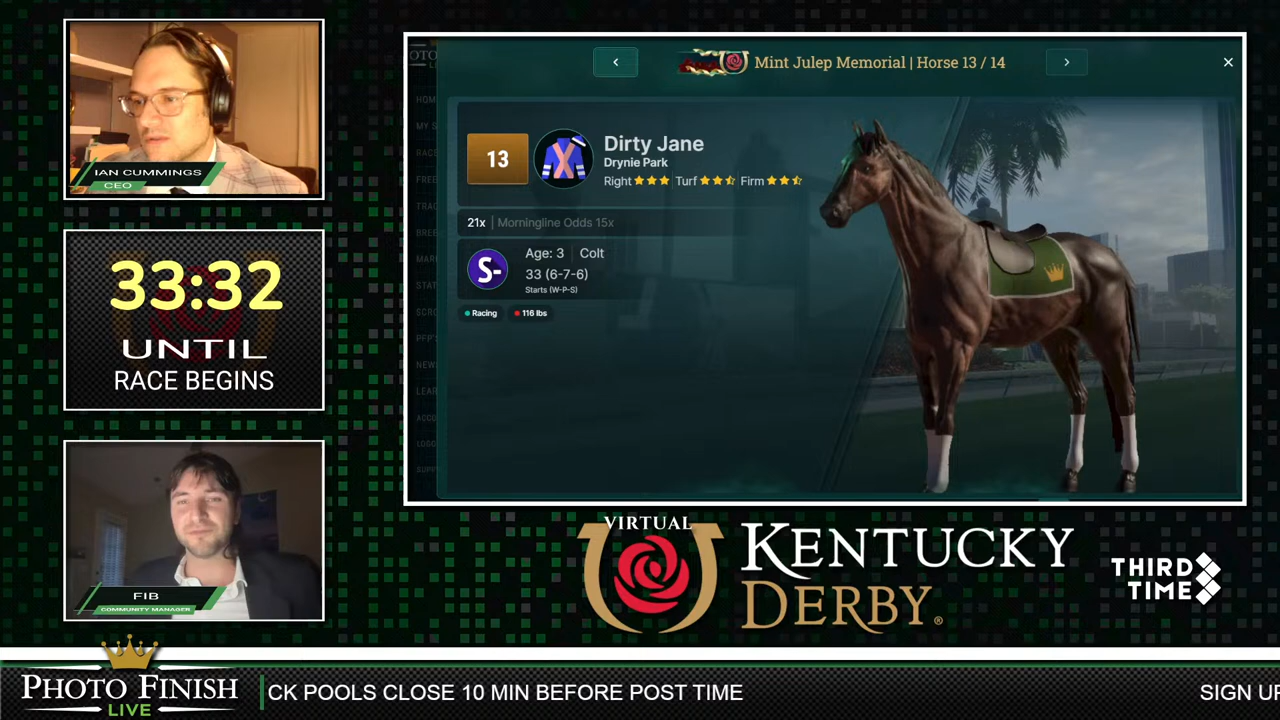 IAN CUMMINGS
CEO
33:32
UNTIL
RACE BEGINS
FIB
COMMUNITY MANAGER
Mint Julep Memorial | Horse 13 / 14
13
Dirty Jane
Drynie Park
Right Turf Firm
21x | Morningline Odds 15x
S-
Age: 3 | Colt
33 (6-7-6)
Starts (W-P-S)
Racing 116 lbs
VIRTUAL
KENTUCKY
DERBY®
THIRD
TIME
PHOTO FINISH
LIVE
CK POOLS CLOSE 10 MIN BEFORE POST TIME
SIGN UP